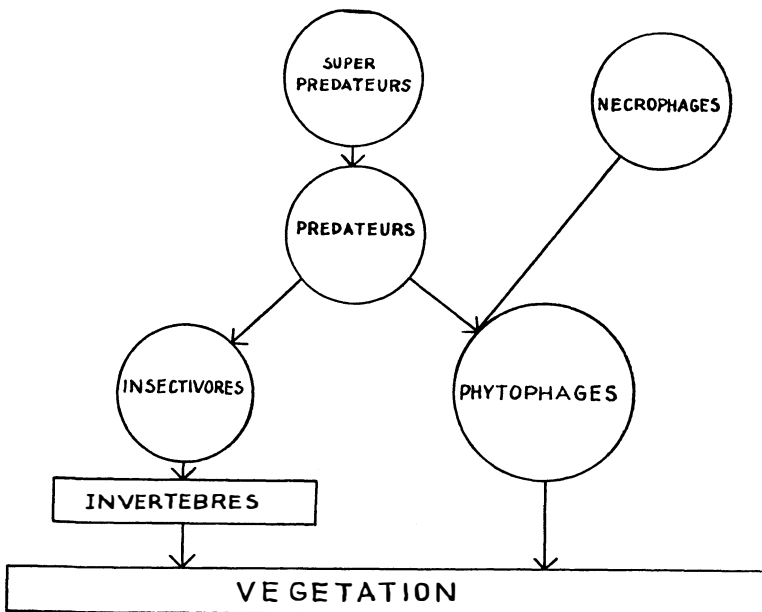 SUPER
PREDATEURS
NECROPHAGES
PREDATEURS
INSECTIVORES
PHYTOPHAGES
INVERTEBRES
VEGETATION